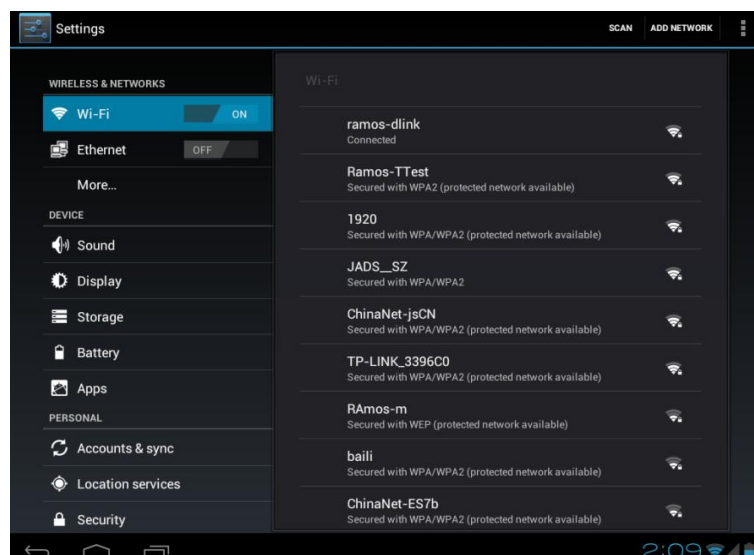 Settings
SCAN
ADD NETWORK
WIRELESS & NETWORKS
Wi-Fi
ON
Ethernet
OFF
More...
DEVICE
Sound
Display
Storage
Battery
Apps
PERSONAL
Accounts & sync
Location services
Security
Wi-Fi
ramos-dlink
Connected
Ramos-TTest
Secured with WPA2 (protected network available)
1920
Secured with WPA/WPA2 (protected network available)
JADS__SZ
Secured with WPA/WPA2
ChinaNet-jsCN
Secured with WPA/WPA2 (protected network available)
TP-LINK_3396C0
Secured with WPA/WPA2 (protected network available)
RAmos-m
Secured with WEP (protected network available)
baili
Secured with WPA/WPA2 (protected network available)
ChinaNet-ES7b
Secured with WPA/WPA2 (protected network available)
2:09